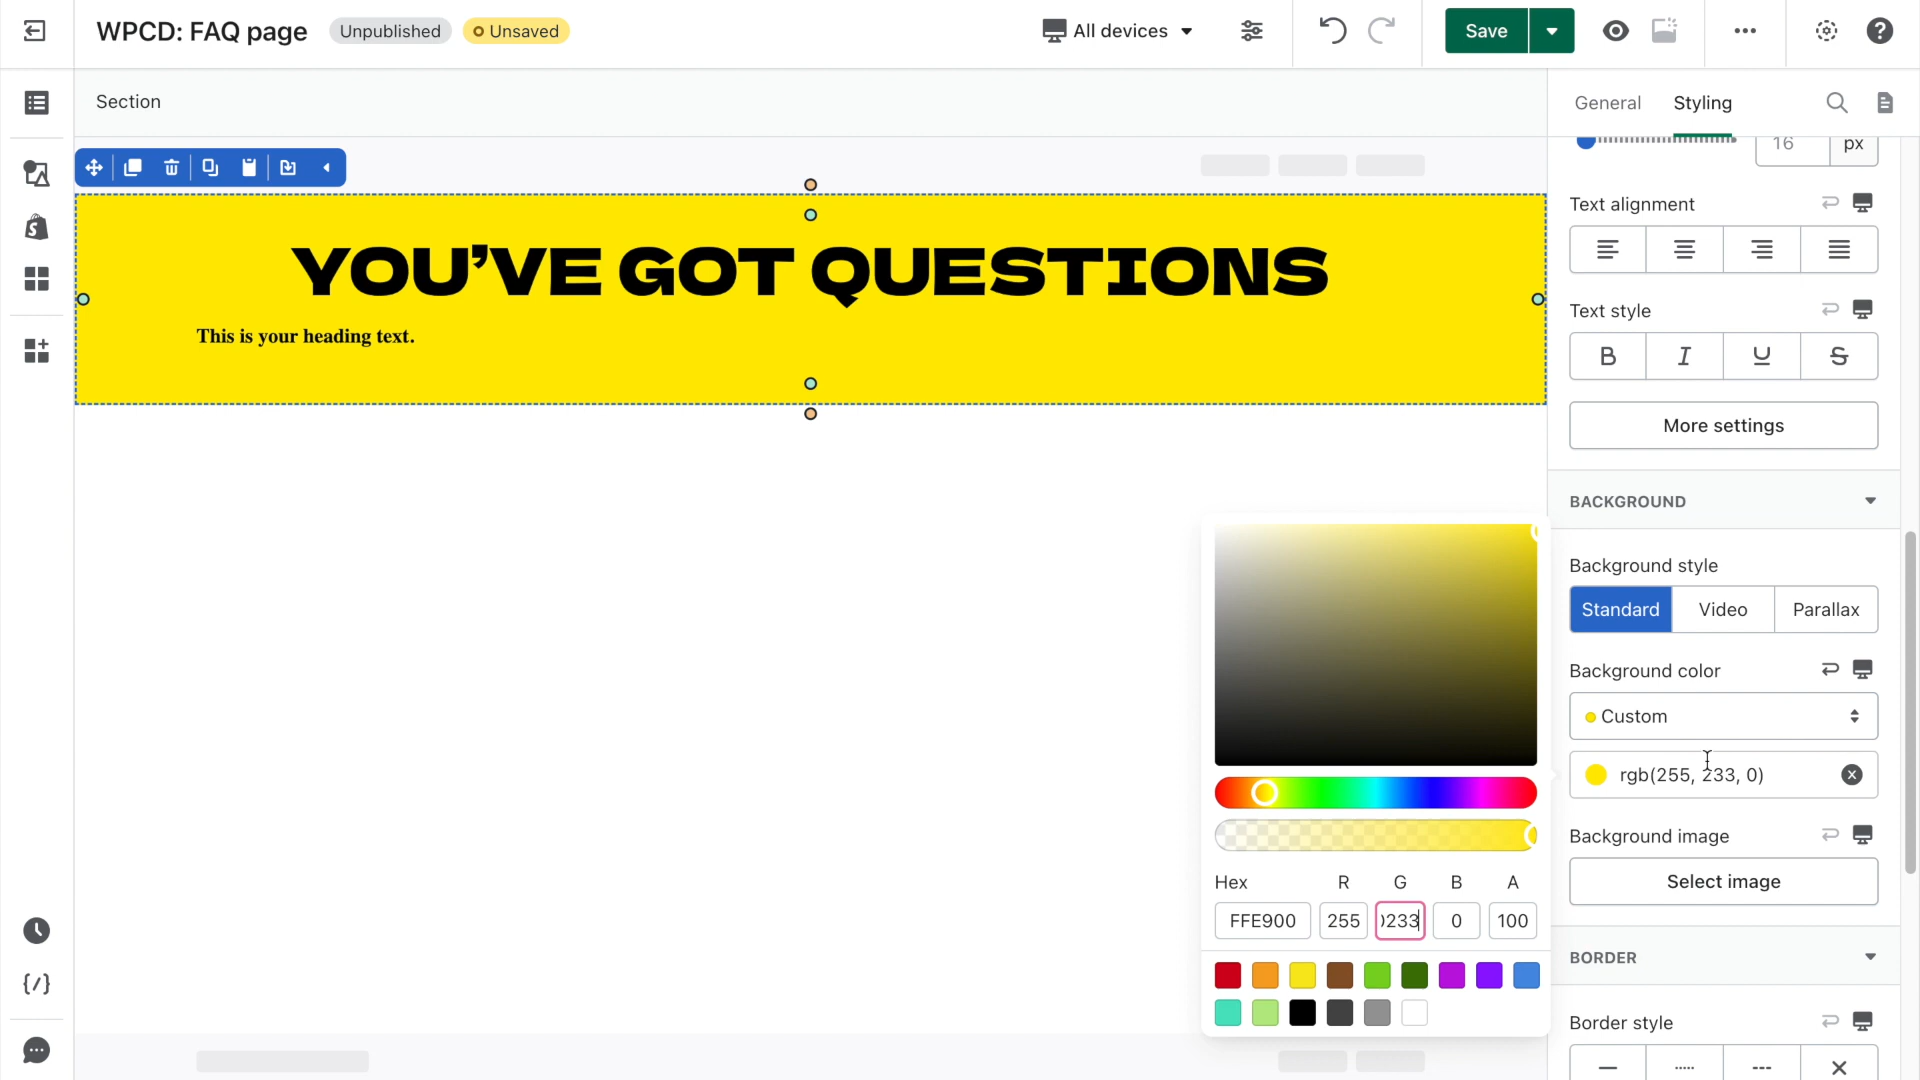 WPCD: FAQ page
Unpublished
Unsaved
All devices
Save
Section
General
Styling
16
px
Text alignment
YOU’VE GOT QUESTIONS
This is your heading text.
Text style
B I U S
More settings
BACKGROUND
Background style
Standard
Video
Parallax
Background color
Custom
rgb(255, 233, 0)
Background image
Select image
Hex R G B A
FFE900 255 0233 0 100
BORDER
Border style